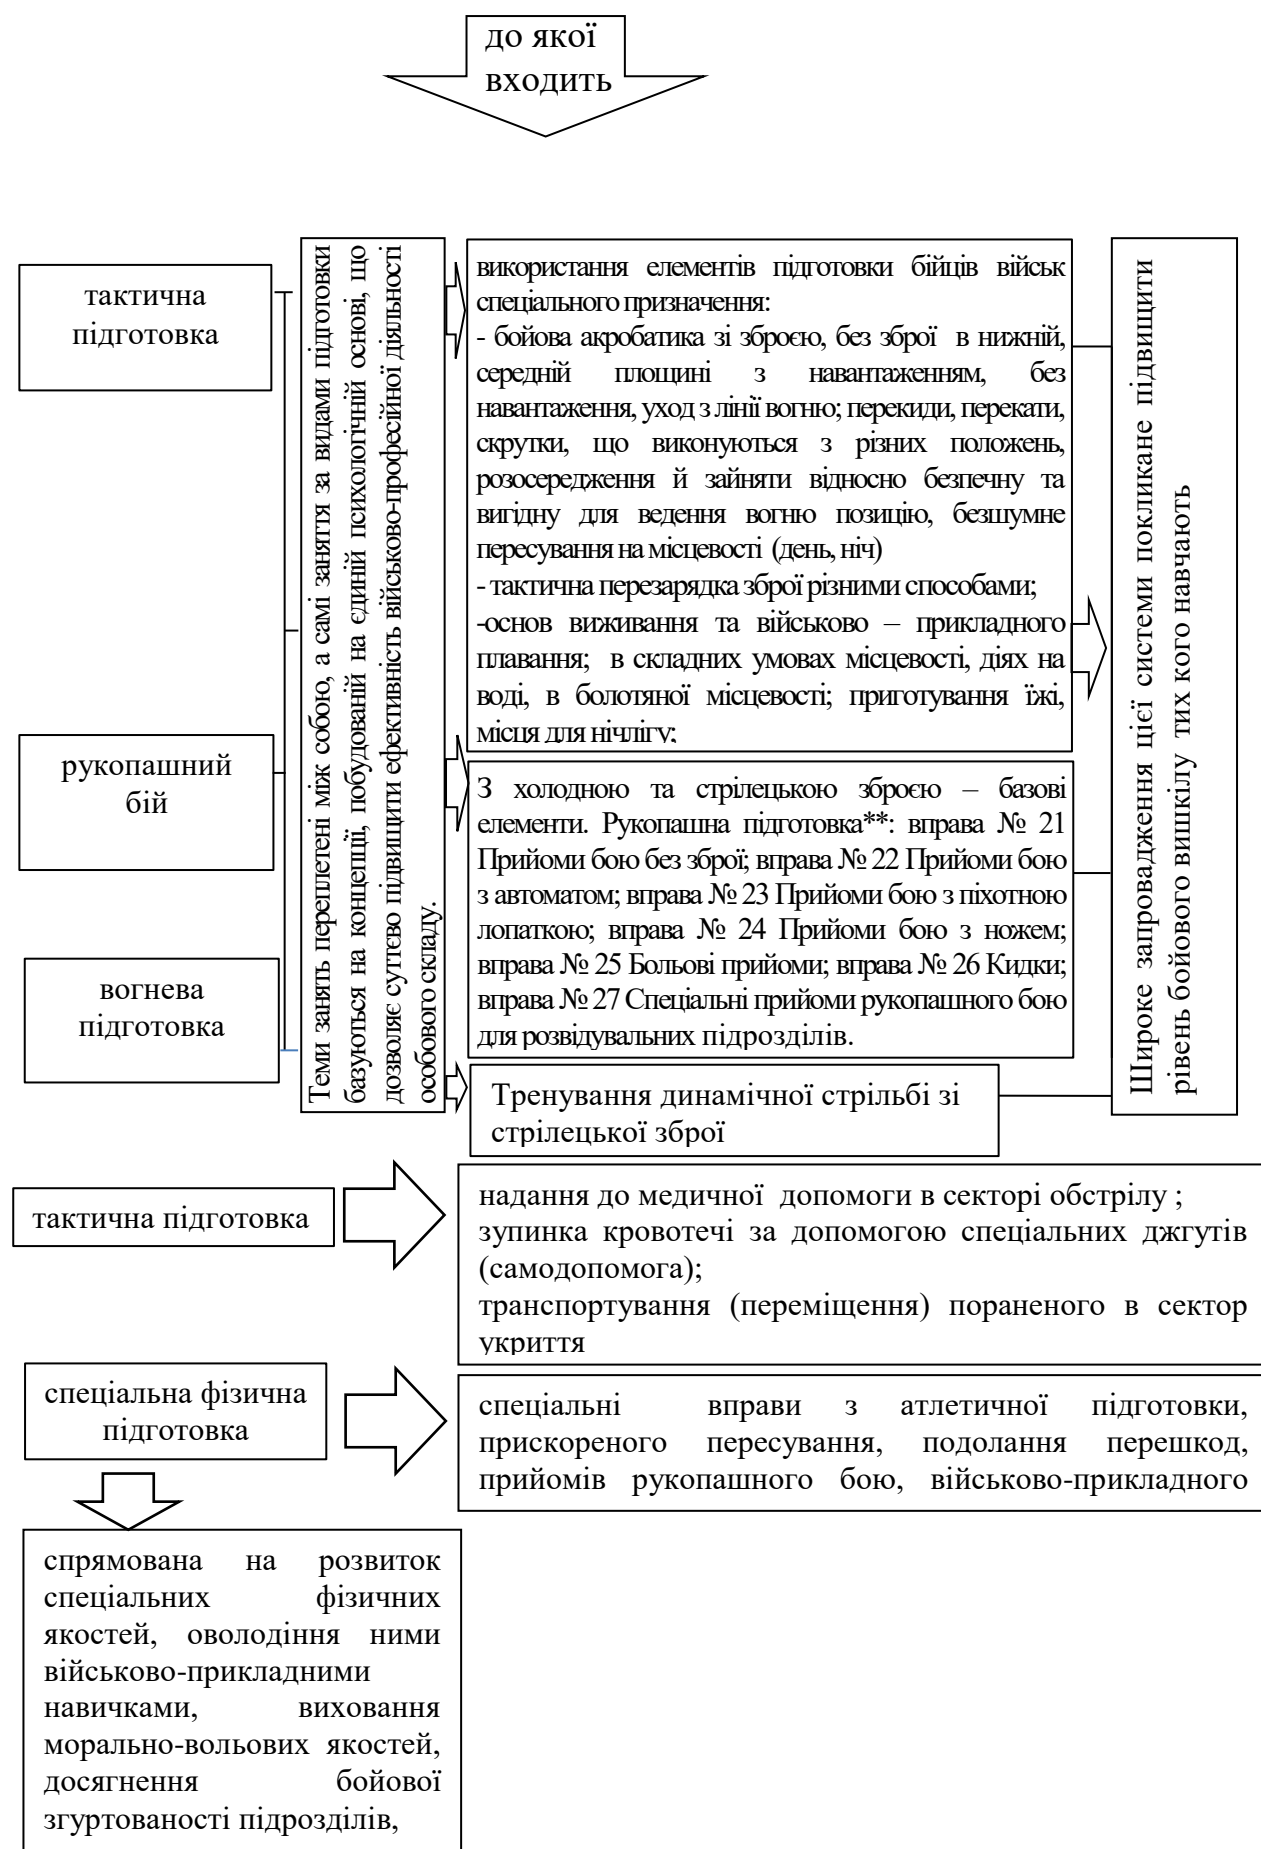 до якої
входить
тактична
підготовка
рукопашний
бій
вогнева
підготовка
Теми занять переплетені між собою, а самі заняття за видами підготовки
базуються на концепції, побудованій на єдиній психологічній основі, що
дозволяє суттєво підвищити ефективність військово-професійної діяльності
особового складу.
використання елементів підготовки бійців військ
спеціального призначення:
- бойова акробатика зі зброєю, без зброї в нижній,
середній площині з навантаженням, без
навантаження, уход з лінії вогню; перекиди, перекати,
скрутки, що виконуються з різних положень,
розосередження й зайняти відносно безпечну та
вигідну для ведення вогню позицію, безшумне
пересування на місцевості (день, ніч)
- тактична перезарядка зброї різними способами;
-основ виживання та військово – прикладного
плавання; в складних умовах місцевості, діях на
воді, в болотяної місцевості; приготування їжі,
місця для нічлігу;
З холодною та стрілецькою зброєю – базові
елементи. Рукопашна підготовка**: вправа № 21
Прийоми бою без зброї; вправа № 22 Прийоми бою
з автоматом; вправа № 23 Прийоми бою з піхотною
лопаткою; вправа № 24 Прийоми бою з ножем;
вправа № 25 Больові прийоми; вправа № 26 Кидки;
вправа № 27 Спеціальні прийоми рукопашного бою
для розвідувальних підрозділів.
Тренування динамічної стрільбі зі
стрілецької зброї
Широке запровадження цієї системи покликане підвищити
рівень бойового вишкілу тих кого навчають
тактична підготовка
надання до медичної допомоги в секторі обстрілу ;
зупинка кровотечі за допомогою спеціальних джгутів
(самодопомога);
транспортування (переміщення) пораненого в сектор
укриття
спеціальна фізична
підготовка
спеціальні вправи з атлетичної підготовки,
прискореного пересування, подолання перешкод,
прийомів рукопашного бою, військово-прикладного
спрямована на розвиток
спеціальних фізичних
якостей, оволодіння ними
військово-прикладними
навичками, виховання
морально-вольових якостей,
досягнення бойової
згуртованості підрозділів,